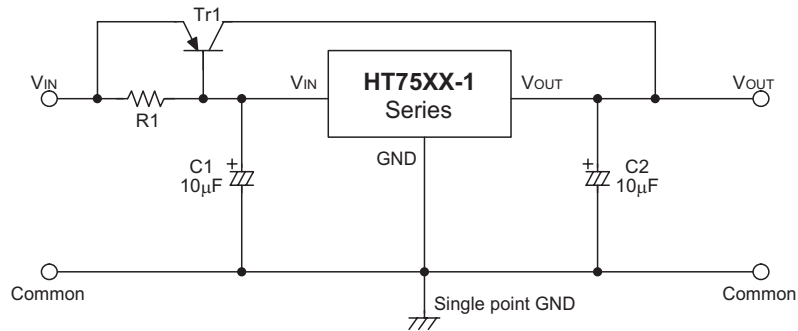 Tr1
VIN
R1
VIN
HT75XX-1
Series
VOUT
VOUT
GND
+
C1
10µF
+
C2
10µF
Common
Single point GND
Common